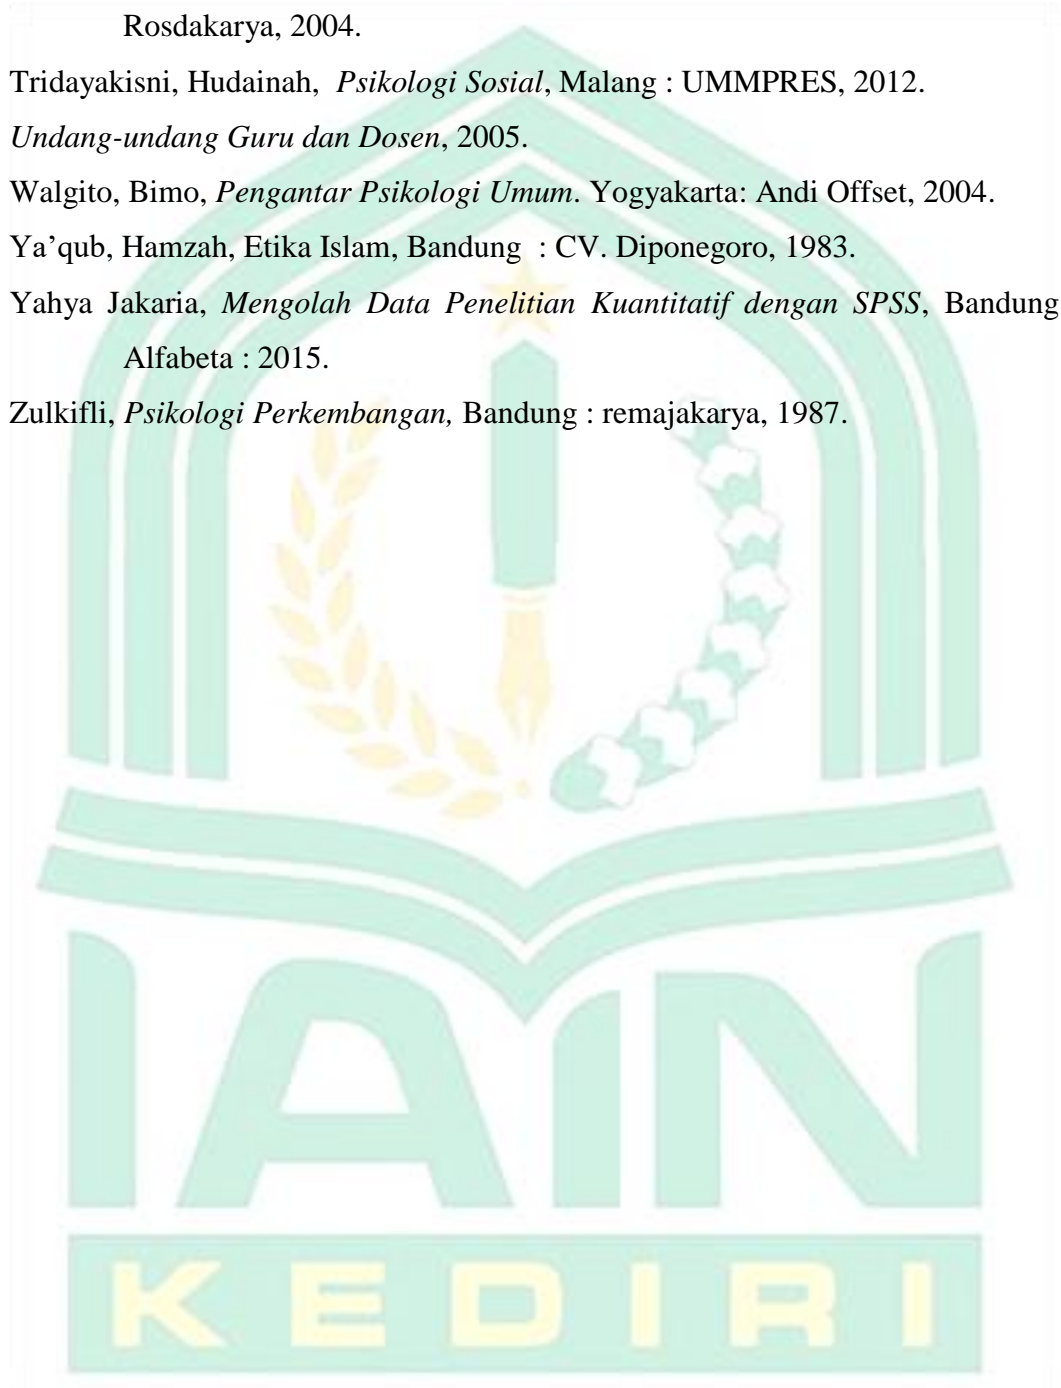 Rosdakarya, 2004.
Tridayakisni, Hudainah, Psikologi Sosial, Malang : UMMPRES, 2012.
Undang-undang Guru dan Dosen, 2005.
Walgito, Bimo, Pengantar Psikologi Umum. Yogyakarta: Andi Offset, 2004.
Ya’qub, Hamzah, Etika Islam, Bandung : CV. Diponegoro, 1983.
Yahya Jakaria, Mengolah Data Penelitian Kuantitatif dengan SPSS, Bandung
Alfabeta : 2015.
Zulkifli, Psikologi Perkembangan, Bandung : remajakarya, 1987.
IAIN
KEDIRI